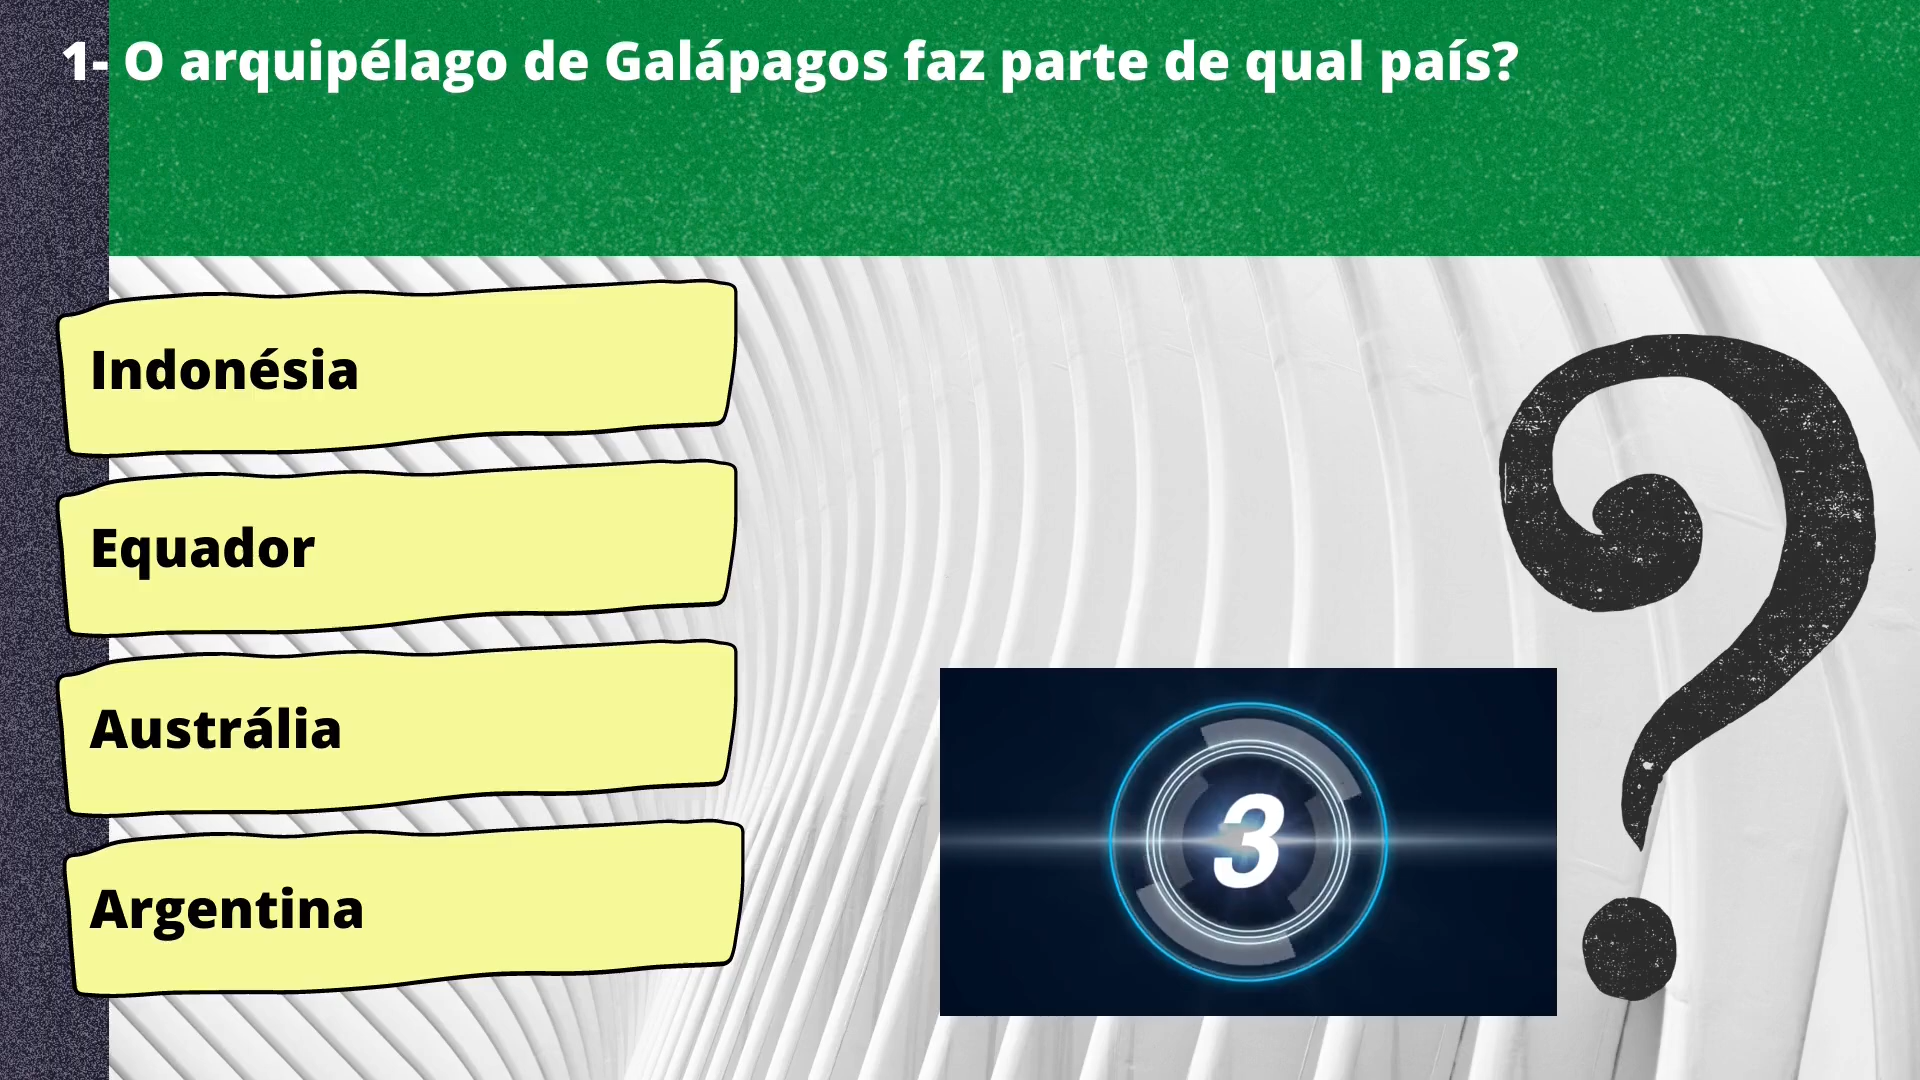 1- O arquipélago de Galápagos faz parte de qual país?
Indonésia
Equador
Austrália
Argentina
3